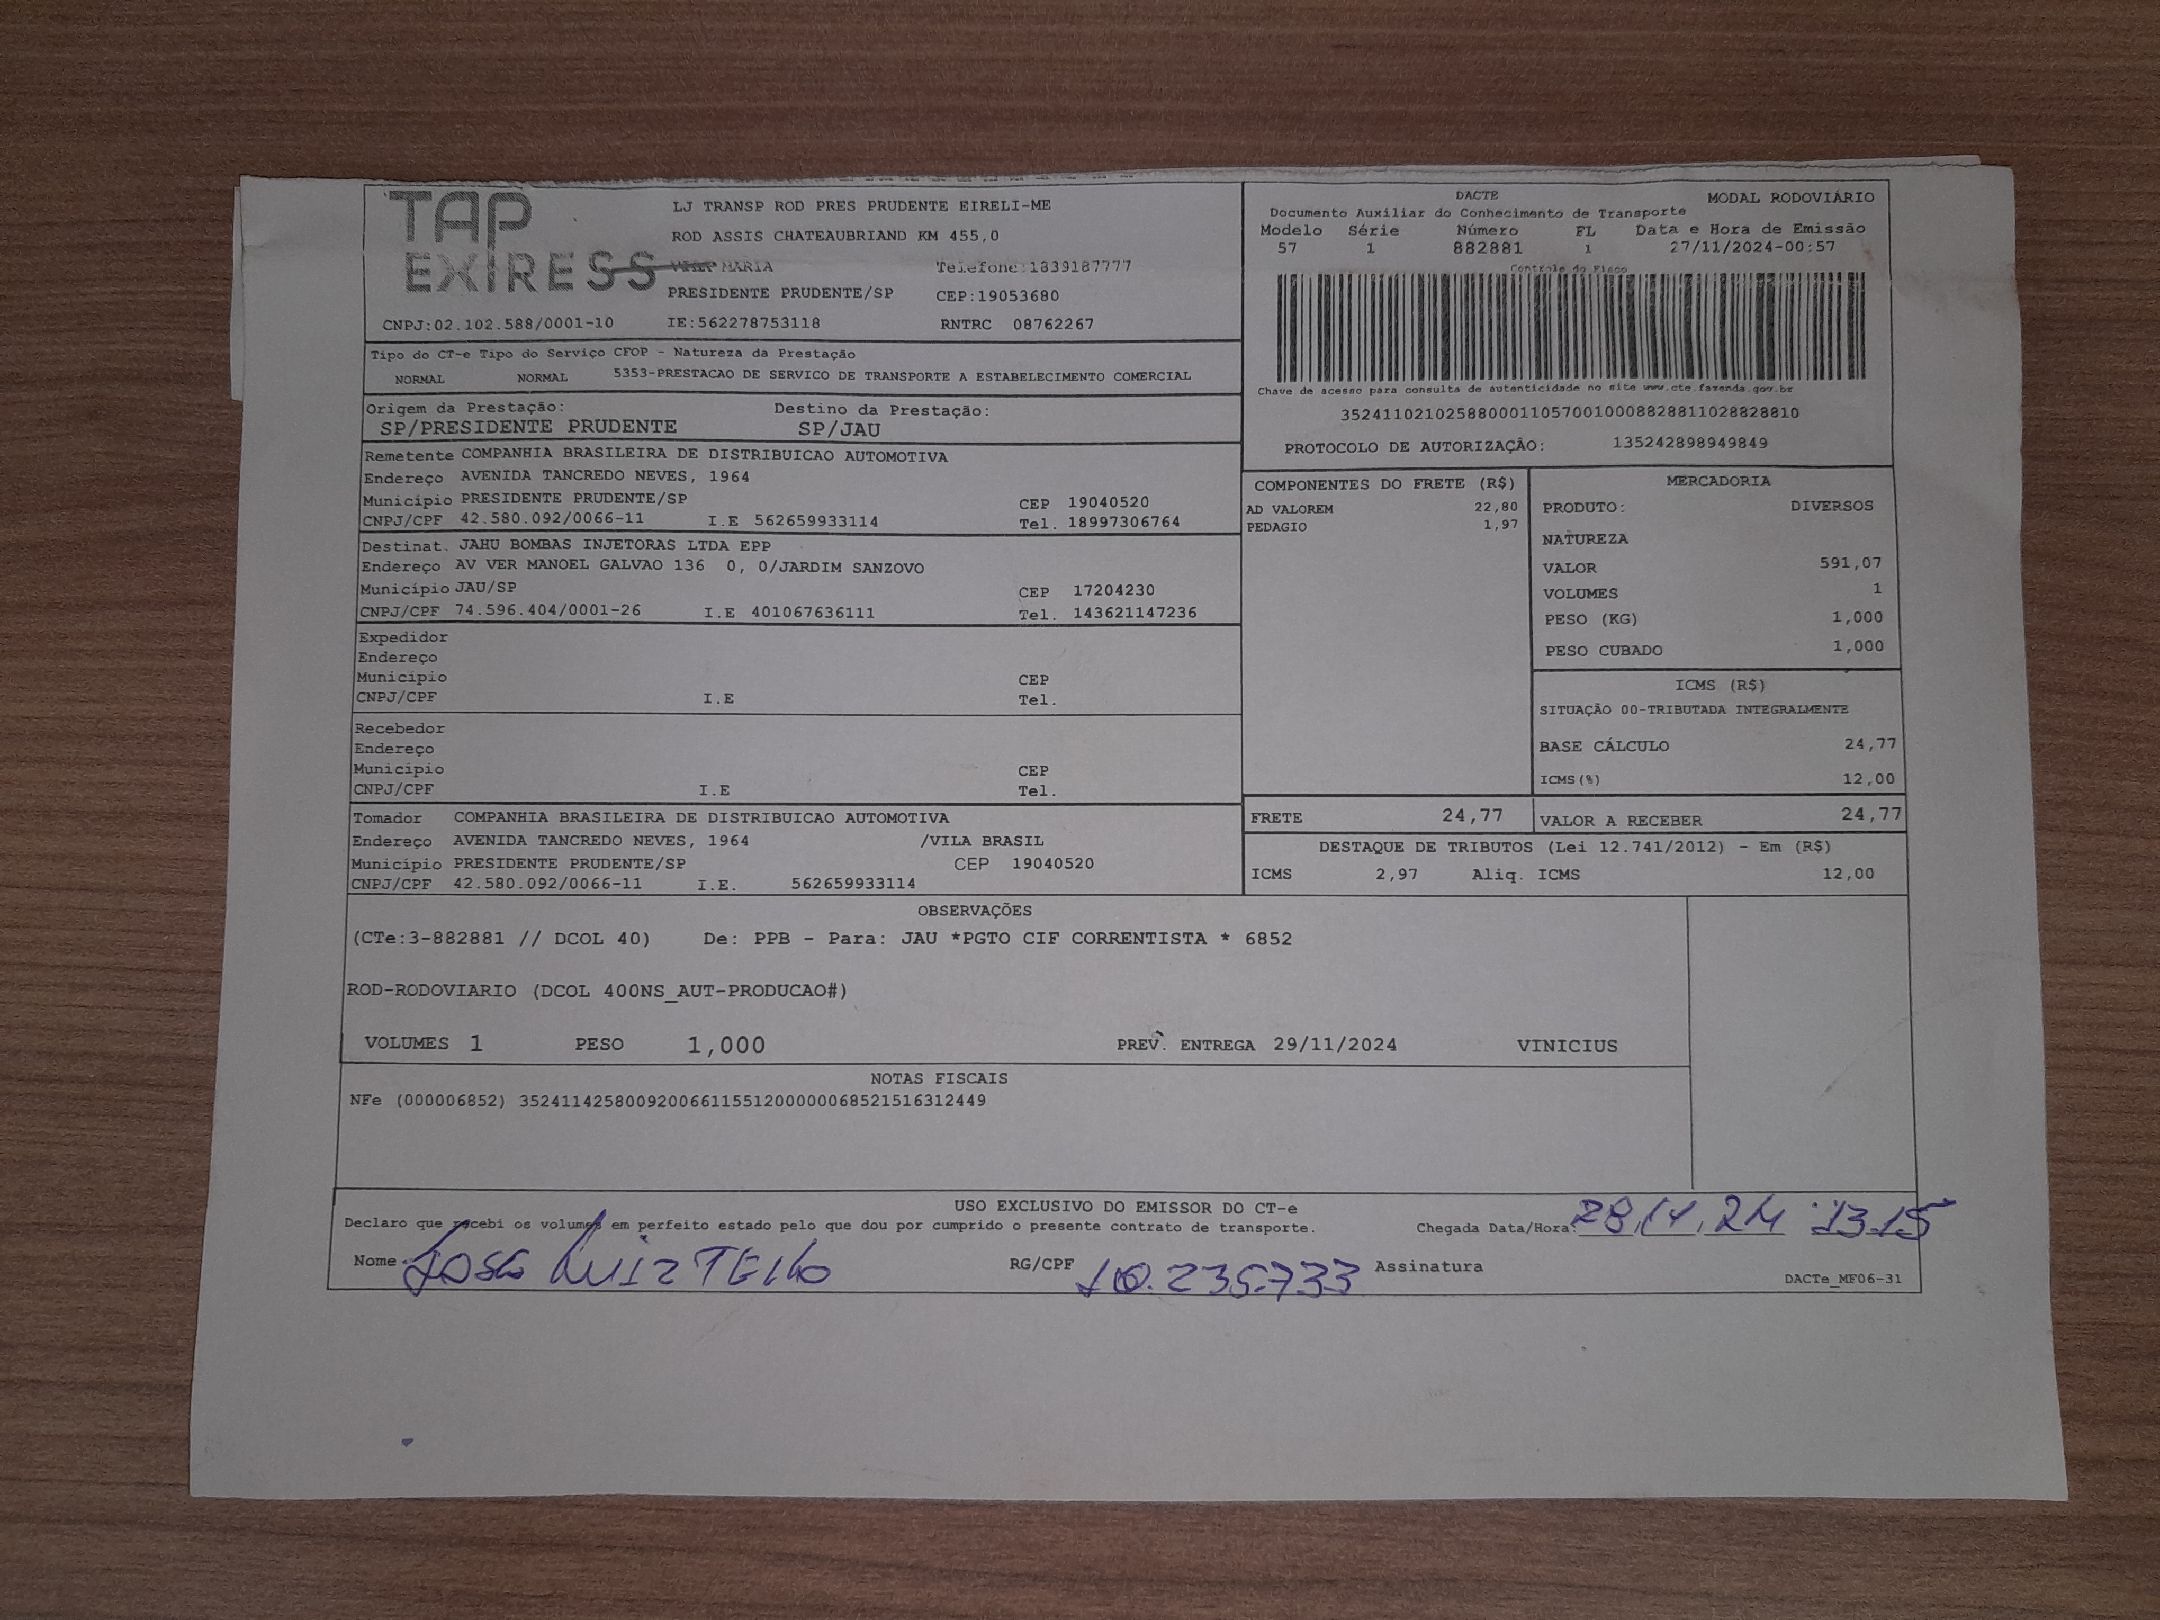 TAP
EXPRESS
LJ TRANSP ROD PRES PRUDENTE EIRELI-ME
ROD ASSIS CHATEAUBRIAND KM 455,0
MARIA Telefone:1839187777
PRESIDENTE PRUDENTE/SP CEP:19053680
CNPJ:02.102.588/0001-10 IE:562278753118 RNTRC 08762267
DACTE MODAL RODOVIÁRIO
Documento Auxiliar do Conhecimento de Transporte
Modelo Série Número FL Data e Hora de Emissão
57 1 882881 1 27/11/2024-00:57
Controle do Fisco
Chave de acesso para consulta de autenticidade no site www.cte.fazenda.gov.br
35241102102588000110570010008828811028828810
PROTOCOLO DE AUTORIZAÇÃO: 135242898949849
Tipo do CT-e Tipo do Serviço CFOP - Natureza da Prestação
NORMAL NORMAL 5353-PRESTACAO DE SERVICO DE TRANSPORTE A ESTABELECIMENTO COMERCIAL
Origem da Prestação: Destino da Prestação:
SP/PRESIDENTE PRUDENTE SP/JAU
Remetente COMPANHIA BRASILEIRA DE DISTRIBUICAO AUTOMOTIVA
Endereço AVENIDA TANCREDO NEVES, 1964
Município PRESIDENTE PRUDENTE/SP CEP 19040520
CNPJ/CPF 42.580.092/0066-11 I.E 562659933114 Tel. 18997306764
Destinat. JAHU BOMBAS INJETORAS LTDA EPP
Endereço AV VER MANOEL GALVAO 136 0, 0/JARDIM SANZOVO
Município JAU/SP CEP 17204230
CNPJ/CPF 74.596.404/0001-26 I.E 401067636111 Tel. 143621147236
Expedidor
Endereço
Município CEP
CNPJ/CPF I.E Tel.
Recebedor
Endereço
Município CEP
CNPJ/CPF I.E Tel.
Tomador COMPANHIA BRASILEIRA DE DISTRIBUICAO AUTOMOTIVA
Endereço AVENIDA TANCREDO NEVES, 1964 /VILA BRASIL
Município PRESIDENTE PRUDENTE/SP CEP 19040520
CNPJ/CPF 42.580.092/0066-11 I.E. 562659933114
COMPONENTES DO FRETE (R$)
AD VALOREM 22,80
PEDAGIO 1,97
MERCADORIA
PRODUTO: DIVERSOS
NATUREZA
VALOR 591,07
VOLUMES 1
PESO (KG) 1,000
PESO CUBADO 1,000
ICMS (R$)
SITUAÇÃO 00-TRIBUTADA INTEGRALMENTE
BASE CÁLCULO 24,77
ICMS(%) 12,00
FRETE 24,77 VALOR A RECEBER 24,77
DESTAQUE DE TRIBUTOS (Lei 12.741/2012) - Em (R$)
ICMS 2,97 Aliq. ICMS 12,00
OBSERVAÇÕES
(CTe:3-882881 // DCOL 40) De: PPB - Para: JAU *PGTO CIF CORRENTISTA * 6852
ROD-RODOVIARIO (DCOL 400NS_AUT-PRODUCAO#)
VOLUMES 1 PESO 1,000 PREV. ENTREGA 29/11/2024 VINICIUS
NOTAS FISCAIS
NFe (000006852) 35241142580092006611551200000068521516312449
USO EXCLUSIVO DO EMISSOR DO CT-e
Declaro que recebi os volumes em perfeito estado pelo que dou por cumprido o presente contrato de transporte. Chegada Data/Hora: 28,11,24 13.15
Nome JOSE LUIZ TELLO RG/CPF 10.235.733 Assinatura
DACTe_MF06-31